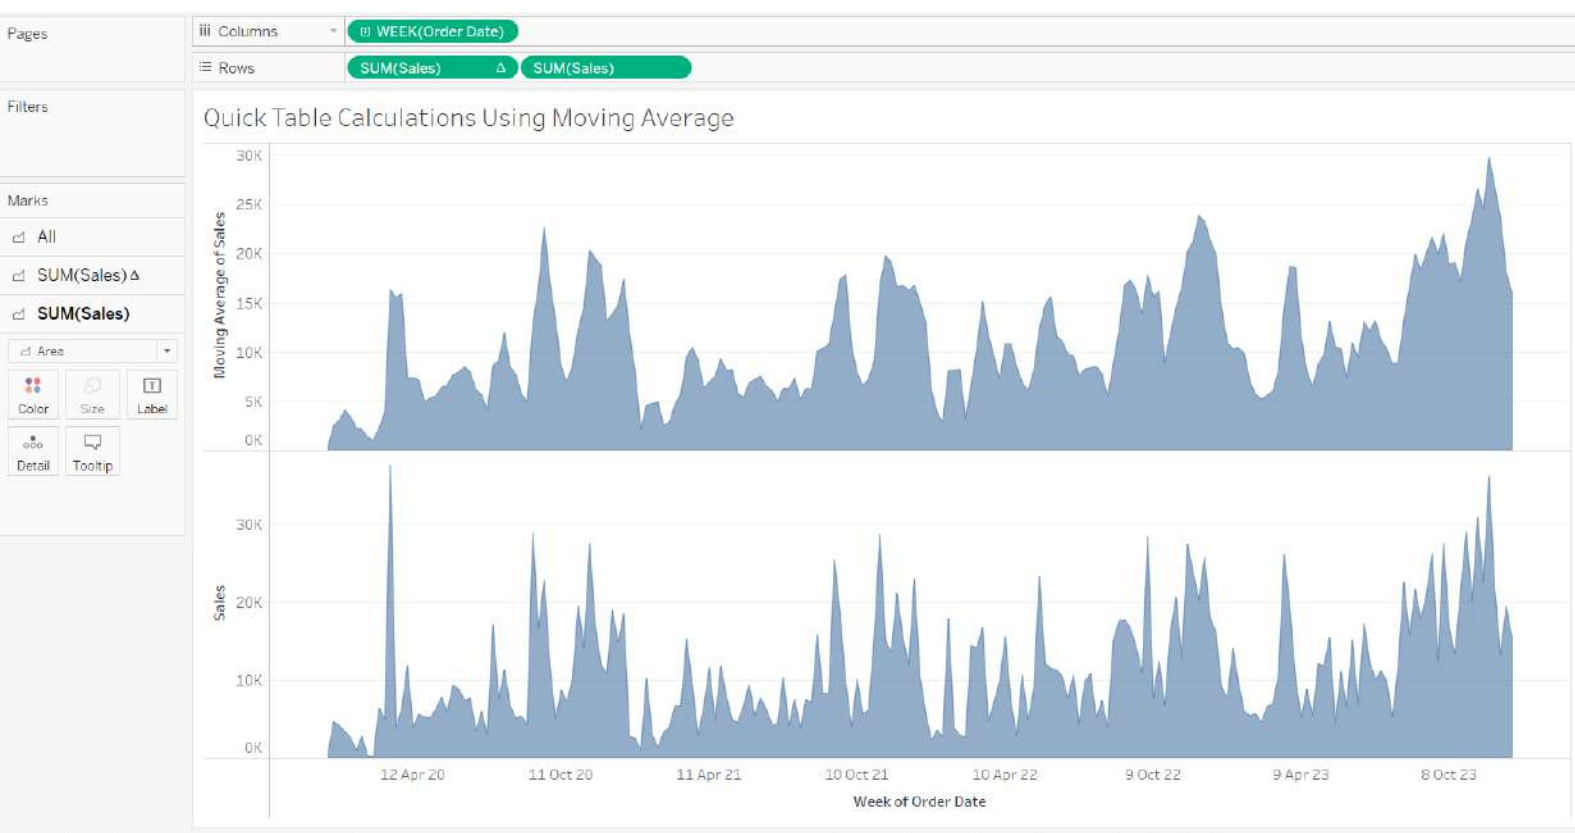 Pages
Columns
WEEK(Order Date)
Rows
SUM(Sales) Δ
SUM(Sales)
Filters
Marks
All
SUM(Sales) Δ
SUM(Sales)
Area
Color
Size
Label
Detail
Tooltip
Quick Table Calculations Using Moving Average
Moving Average of Sales
30K
25K
20K
15K
10K
5K
0K
Sales
30K
20K
10K
0K
12 Apr 20
11 Oct 20
11 Apr 21
10 Oct 21
10 Apr 22
9 Oct 22
9 Apr 23
8 Oct 23
Week of Order Date